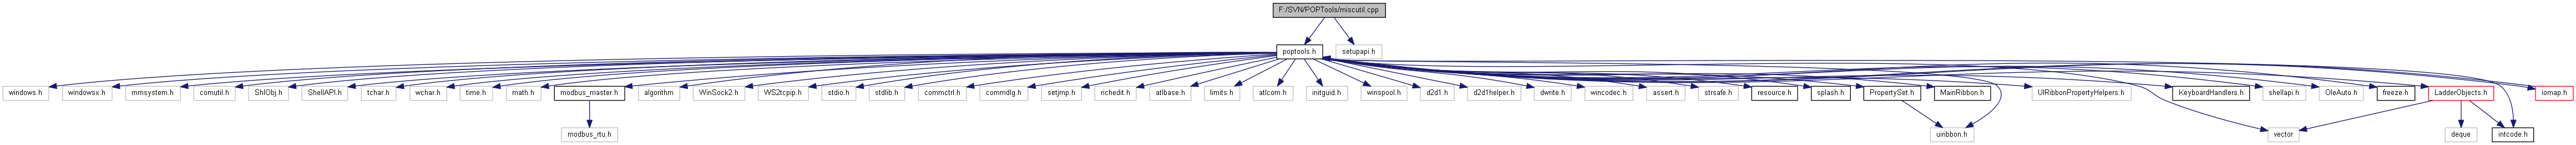 F:/SVN/POPTools/miscutil.cpp
poptools.h
setupapi.h
windows.h
windowsx.h
mmsystem.h
comutil.h
ShlObj.h
ShellAPI.h
tchar.h
wchar.h
time.h
math.h
modbus_master.h
algorithm
WinSock2.h
WS2tcpip.h
stdio.h
stdlib.h
commctrl.h
commdlg.h
setjmp.h
richedit.h
atlbase.h
limits.h
atlcom.h
initguid.h
winspool.h
d2d1.h
d2d1helper.h
dwrite.h
wincodec.h
assert.h
strsafe.h
resource.h
splash.h
PropertySet.h
MainRibbon.h
UIRibbonPropertyHelpers.h
KeyboardHandlers.h
shellapi.h
OleAuto.h
freeze.h
LadderObjects.h
iomap.h
modbus_rtu.h
uiribbon.h
vector
deque
intcode.h